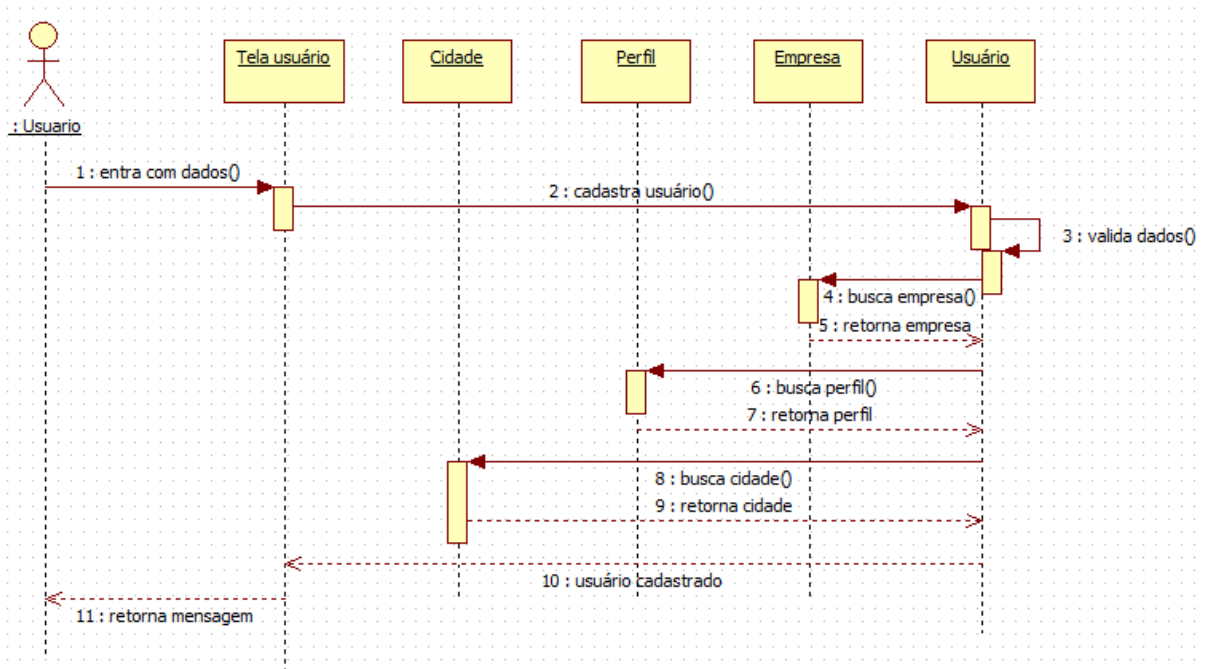 Tela usuário
Cidade
Perfil
Empresa
Usuário
: Usuario
1 : entra com dados()
2 : cadastra usuário()
3 : valida dados()
4 : busca empresa()
5 : retorna empresa
6 : busca perfil()
7 : retorna perfil
8 : busca cidade()
9 : retorna cidade
10 : usuário cadastrado
11 : retorna mensagem